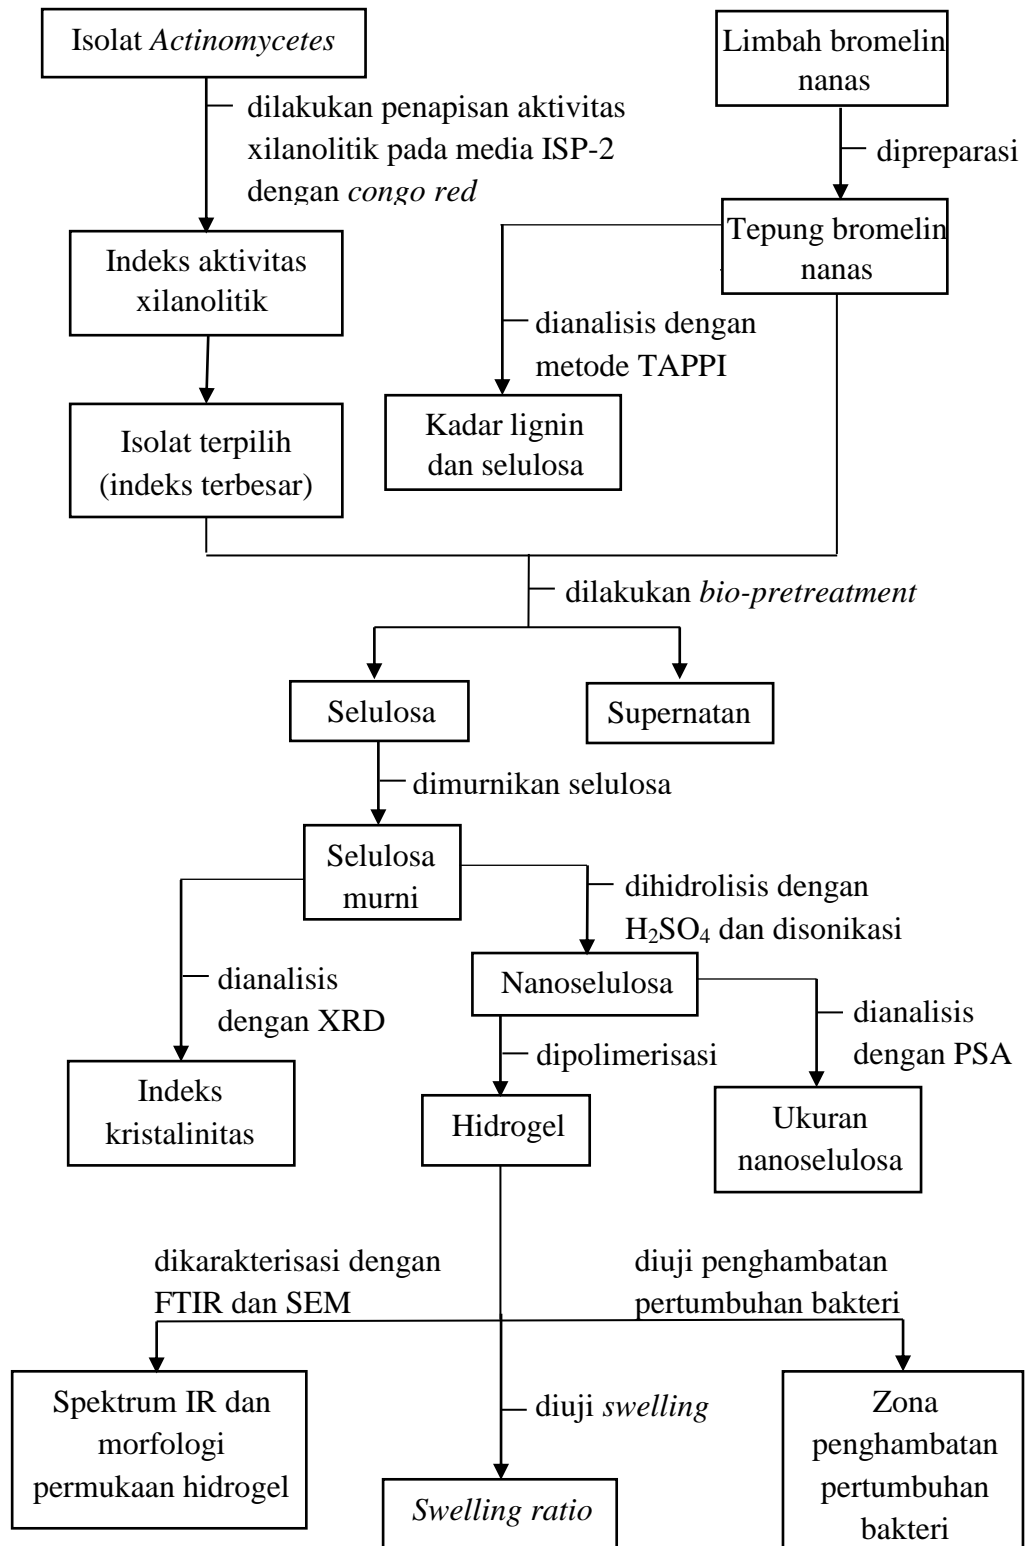 Isolat Actinomycetes
Limbah bromelin
nanas
dilakukan penapisan aktivitas
xilanolitik pada media ISP-2
dengan congo red
dipreparasi
Tepung bromelin
nanas
Indeks aktivitas
xilanolitik
dianalisis dengan
metode TAPPI
Isolat terpilih
(indeks terbesar)
Kadar lignin
dan selulosa
dilakukan bio-pretreatment
Selulosa
Supernatan
dimurnikan selulosa
Selulosa
murni
dihidrolisis dengan
H₂SO₄ dan disonikasi
dianalisis
dengan XRD
Nanoselulosa
dianalisis
dengan PSA
dipolimerisasi
Indeks
kristalinitas
Hidrogel
Ukuran
nanoselulosa
dikarakterisasi dengan
FTIR dan SEM
diuji penghambatan
pertumbuhan bakteri
Spektrum IR dan
morfologi
permukaan hidrogel
diuji swelling
Zona
penghambatan
pertumbuhan
bakteri
Swelling ratio